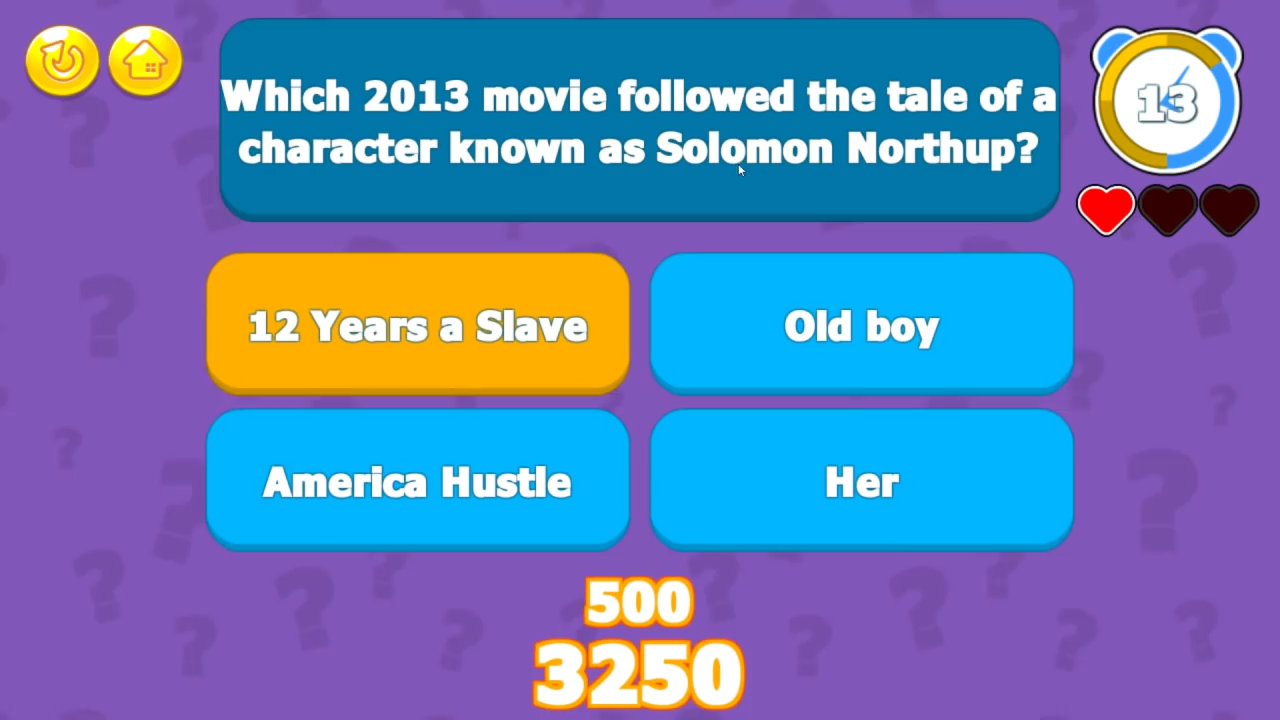 Which 2013 movie followed the tale of a
character known as Solomon Northup?
13
12 Years a Slave
Old boy
America Hustle
Her
500
3250